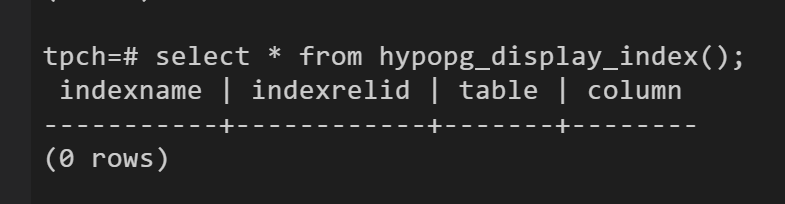 tpch=# select * from hypopg_display_index();
 indexname | indexrelid | table | column
-----------+------------+-------+--------
(0 rows)